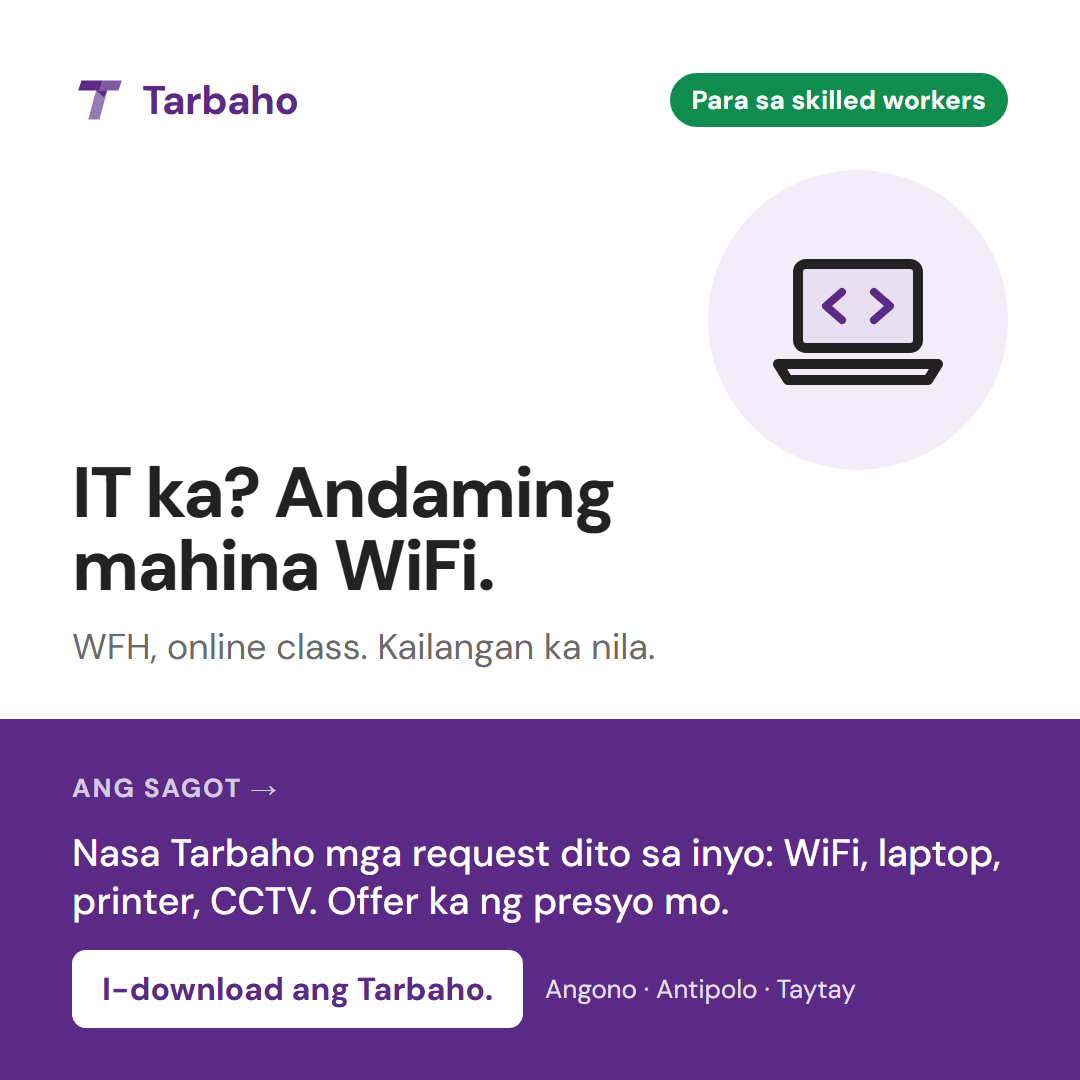 Tarbaho
Para sa skilled workers
IT ka? Andaming
mahina WiFi.
WFH, online class. Kailangan ka nila.
ANG SAGOT →
Nasa Tarbaho mga request dito sa inyo: WiFi, laptop,
printer, CCTV. Offer ka ng presyo mo.
I-download ang Tarbaho.
Angono · Antipolo · Taytay